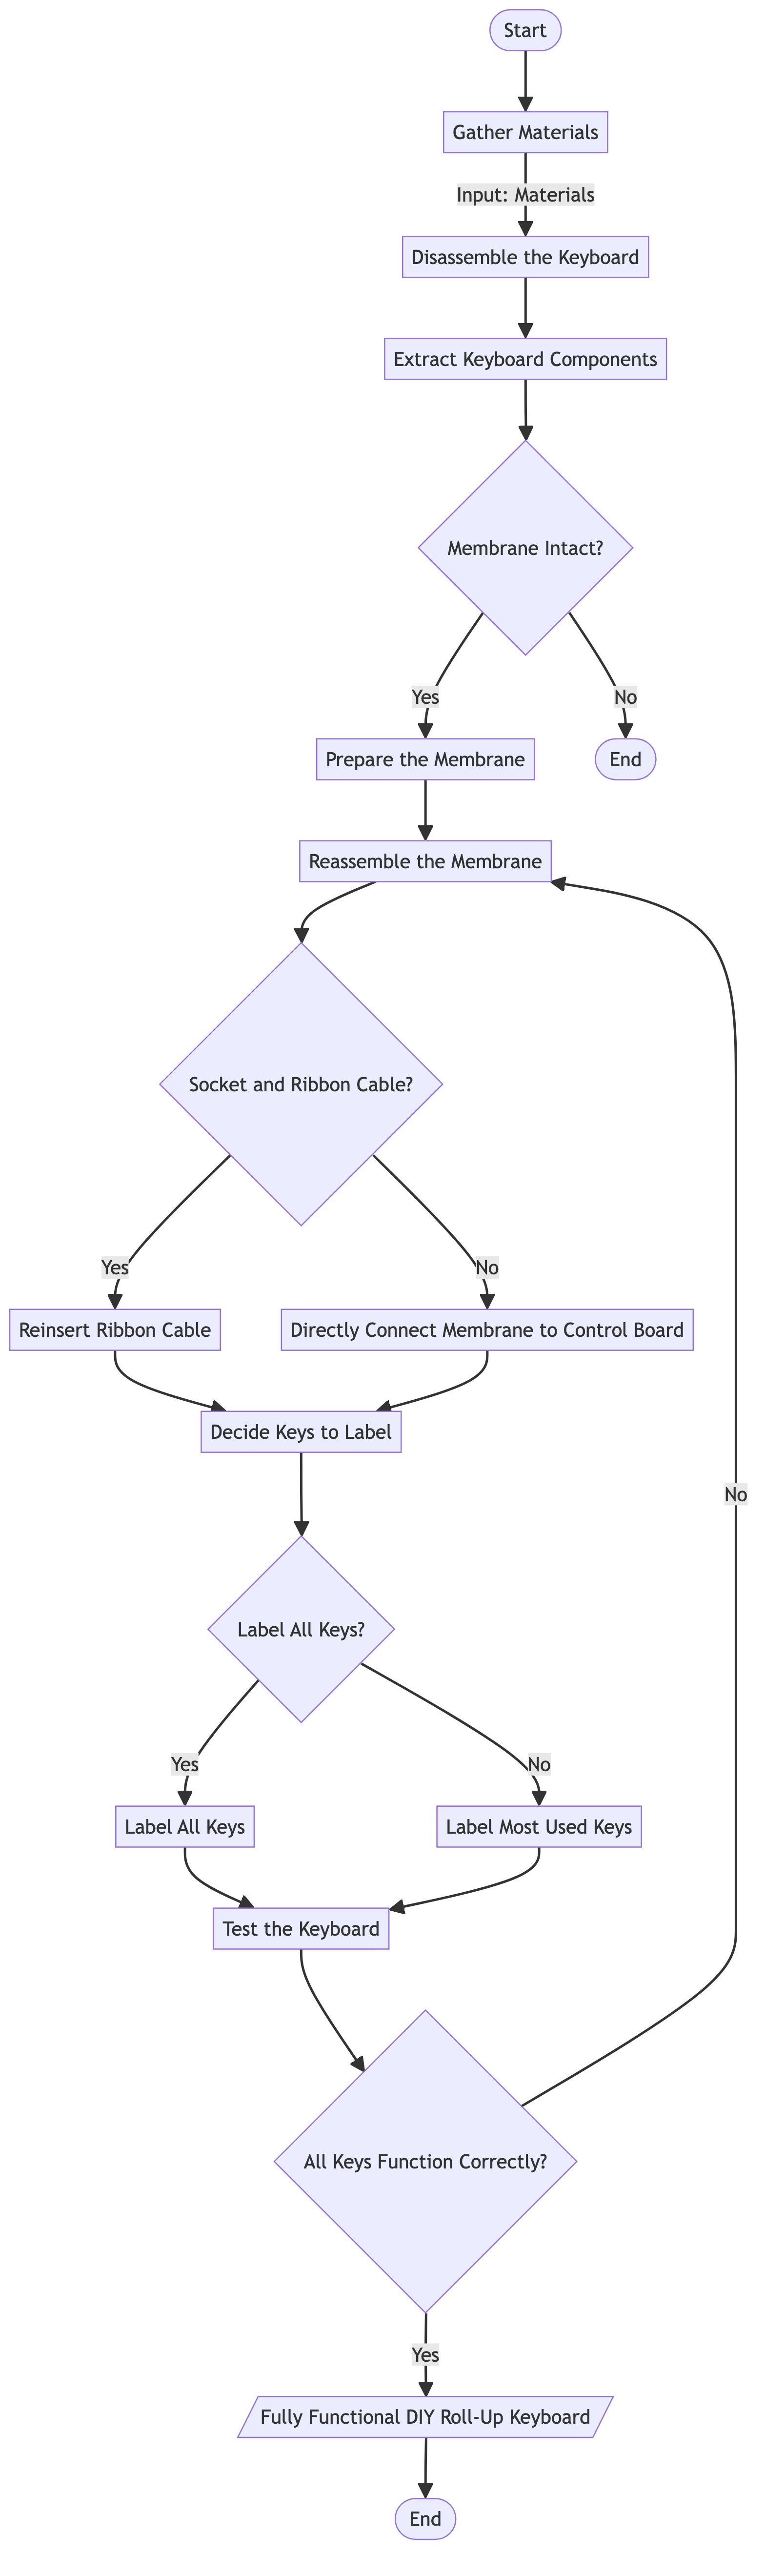 Start
Gather Materials
Input: Materials
Disassemble the Keyboard
Extract Keyboard Components
Membrane Intact?
Yes
No
Prepare the Membrane
End
Reassemble the Membrane
Socket and Ribbon Cable?
Yes
No
Reinsert Ribbon Cable
Directly Connect Membrane to Control Board
Decide Keys to Label
No
Label All Keys?
Yes
No
Label All Keys
Label Most Used Keys
Test the Keyboard
All Keys Function Correctly?
Yes
Fully Functional DIY Roll-Up Keyboard
End